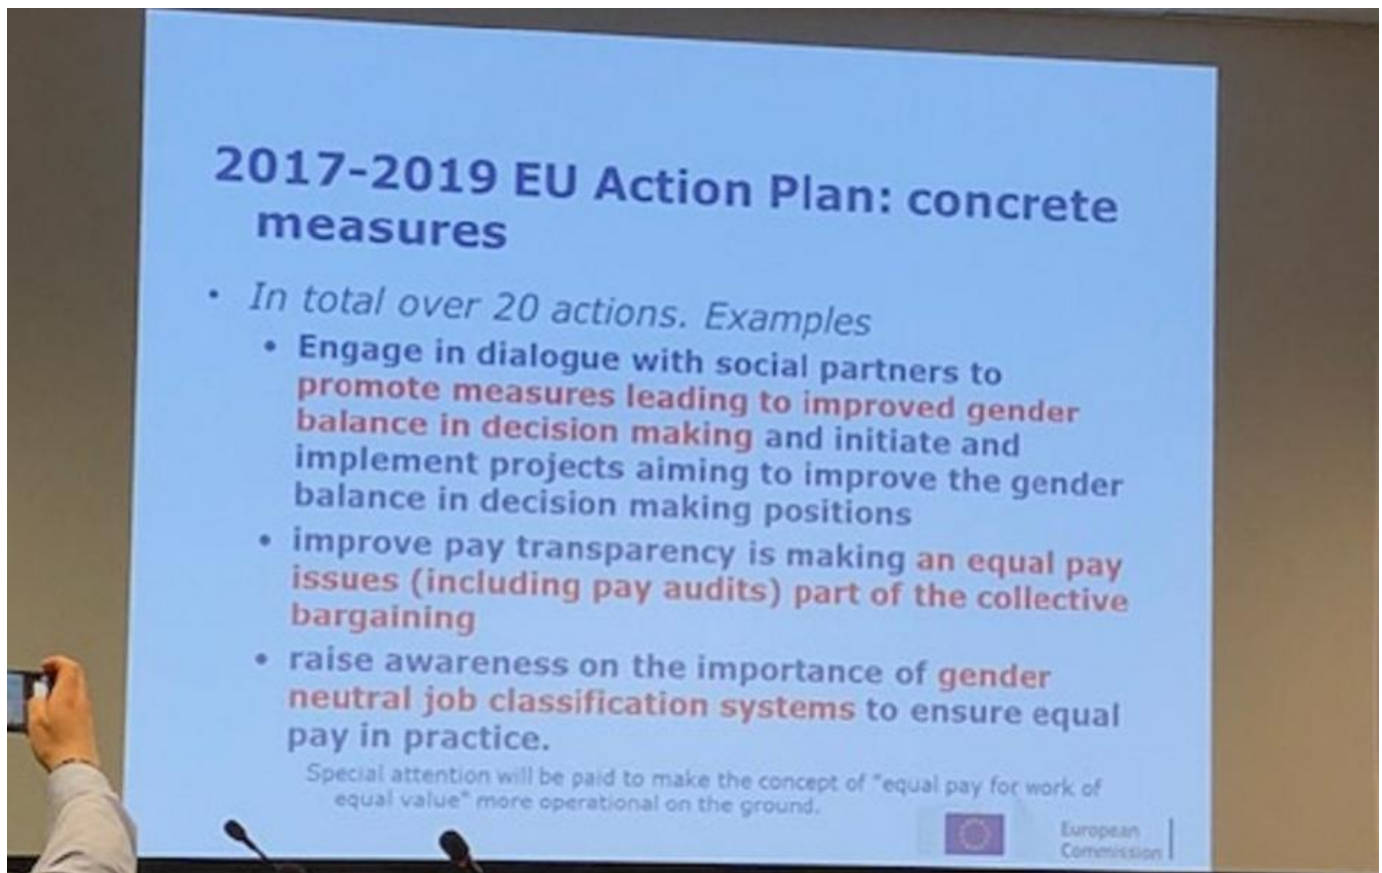 2017-2019 EU Action Plan: concrete
measures
• In total over 20 actions. Examples
• Engage in dialogue with social partners to
promote measures leading to improved gender
balance in decision making and initiate and
implement projects aiming to improve the gender
balance in decision making positions
• improve pay transparency is making an equal pay
issues (including pay audits) part of the collective
bargaining
• raise awareness on the importance of gender
neutral job classification systems to ensure equal
pay in practice.
Special attention will be paid to make the concept of "equal pay for work of
equal value" more operational on the ground.
European
Commission